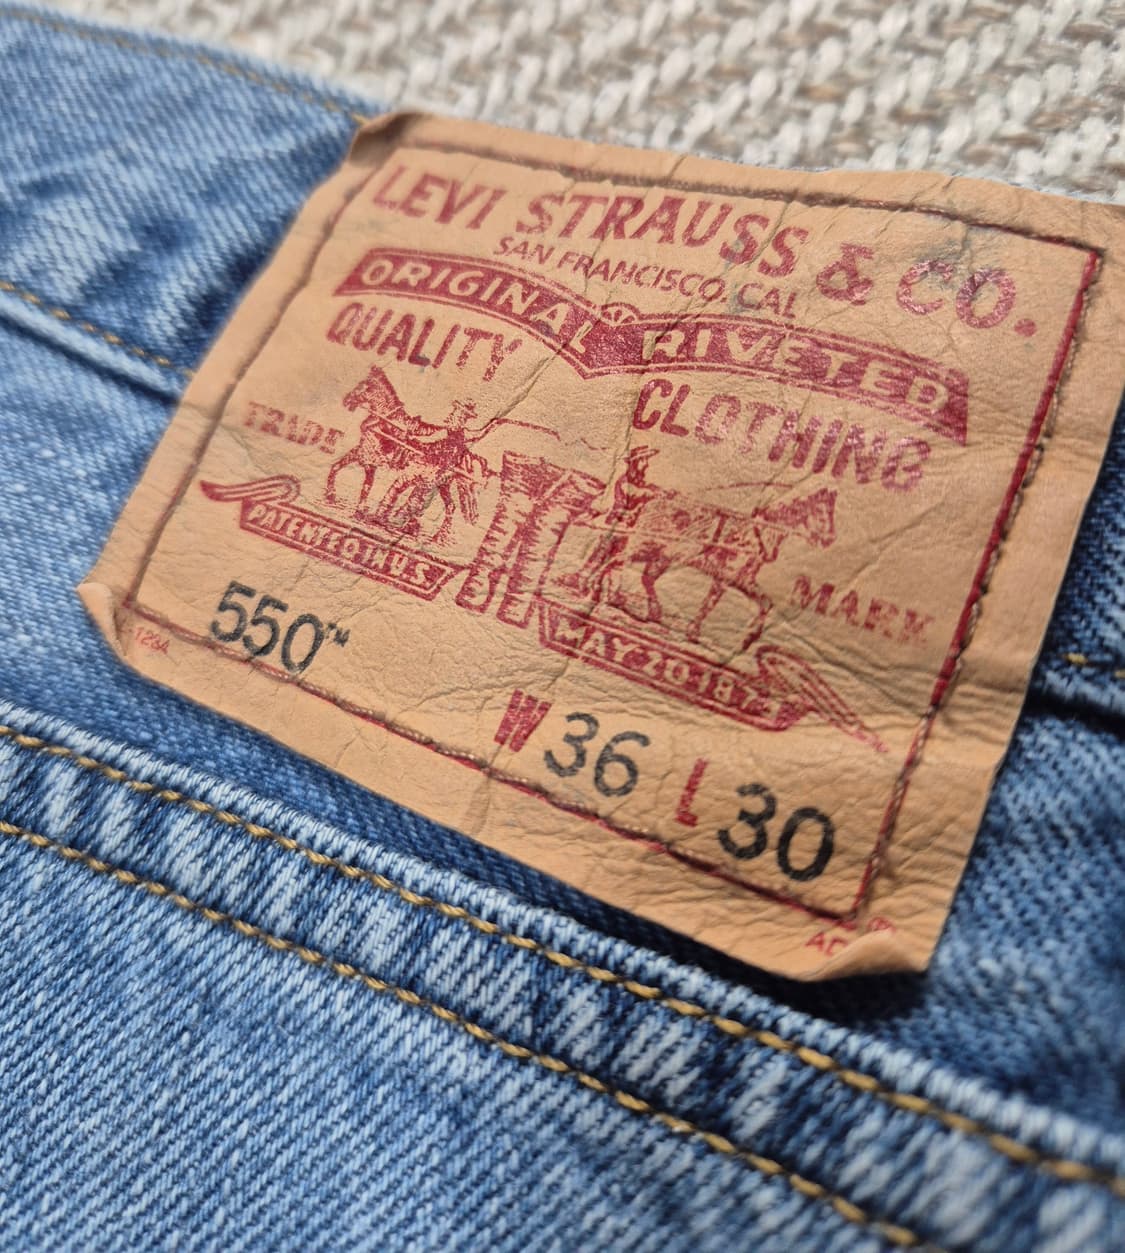 LEVI STRAUSS & CO.
SAN FRANCISCO, CAL
ORIGINAL RIVETED
QUALITY CLOTHING
TRADE MARK
PATENTED IN U.S.
MAY 20 1873
550™
W 36 L 30